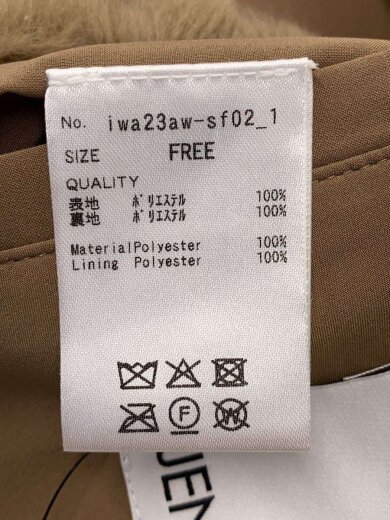 No. iwa23aw-sf02_1
SIZE FREE
QUALITY
表地 ﾎﾟﾘｴｽﾃﾙ 100%
裏地 ﾎﾟﾘｴｽﾃﾙ 100%
MaterialPolyester 100%
Lining Polyester 100%
F
W
UEN